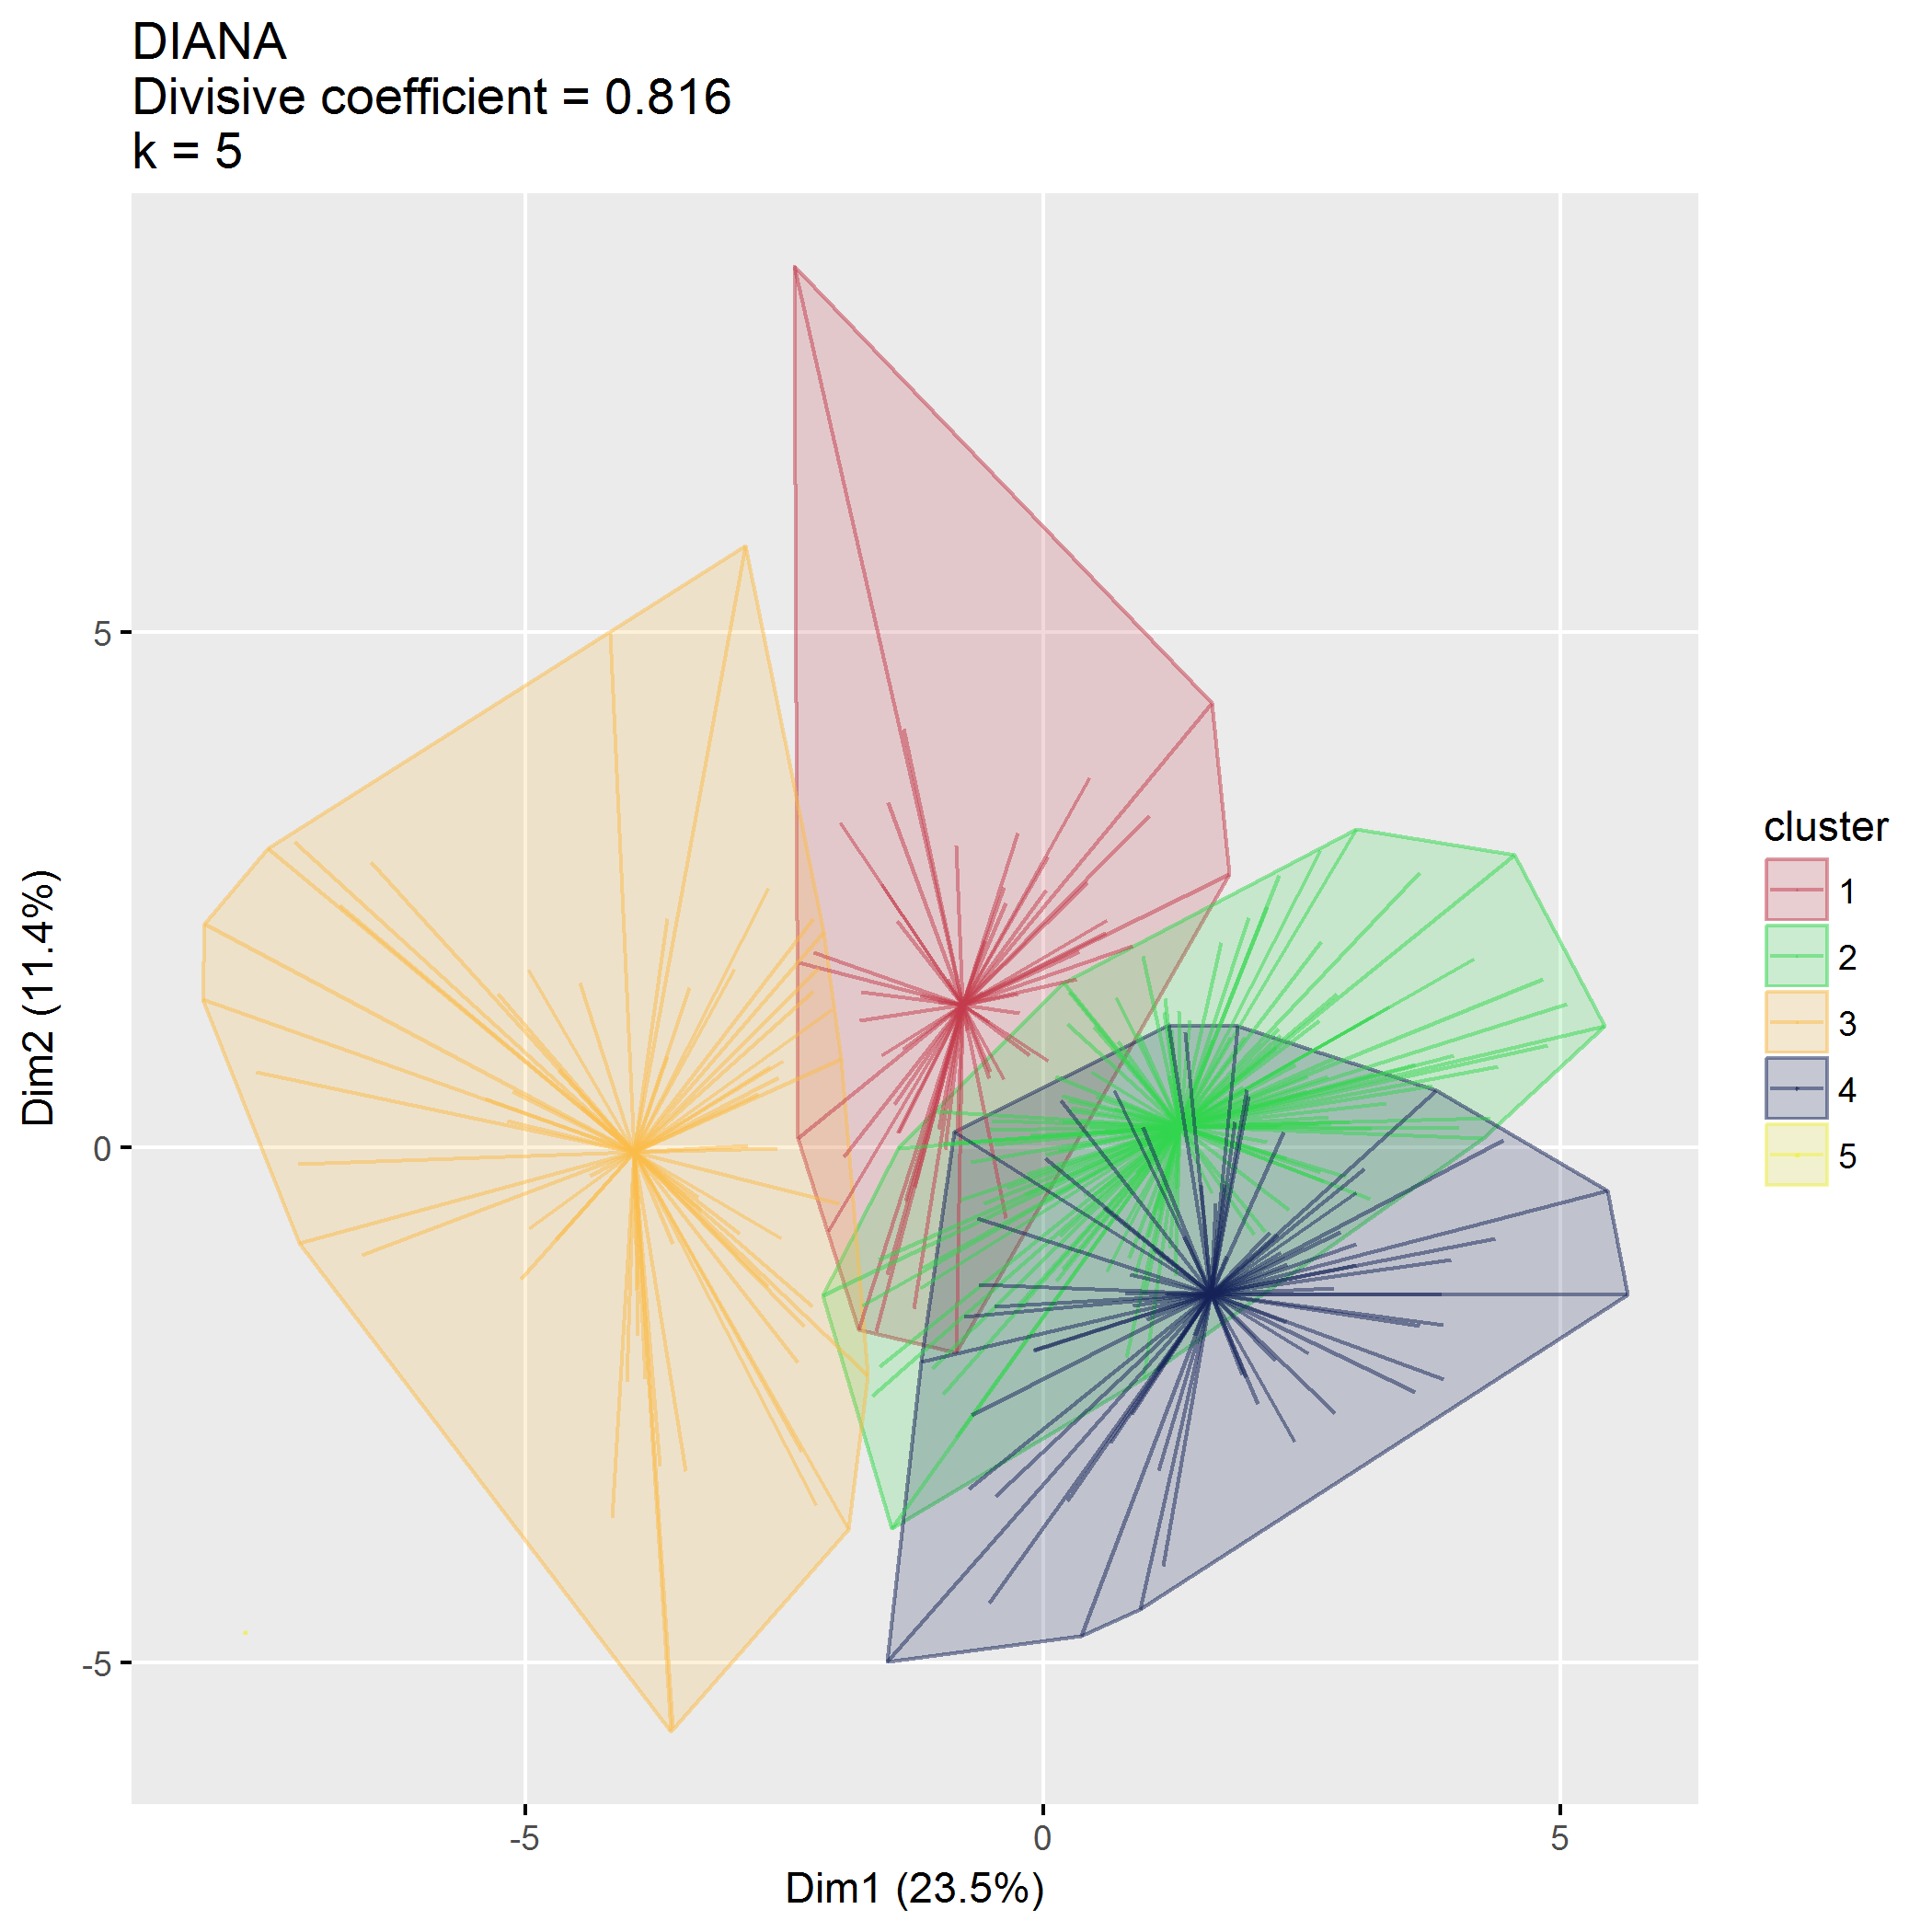 DIANA
Divisive coefficient = 0.816
k = 5
Dim2 (11.4%)
5
0
-5
-5
0
5
Dim1 (23.5%)
cluster
1
2
3
4
5